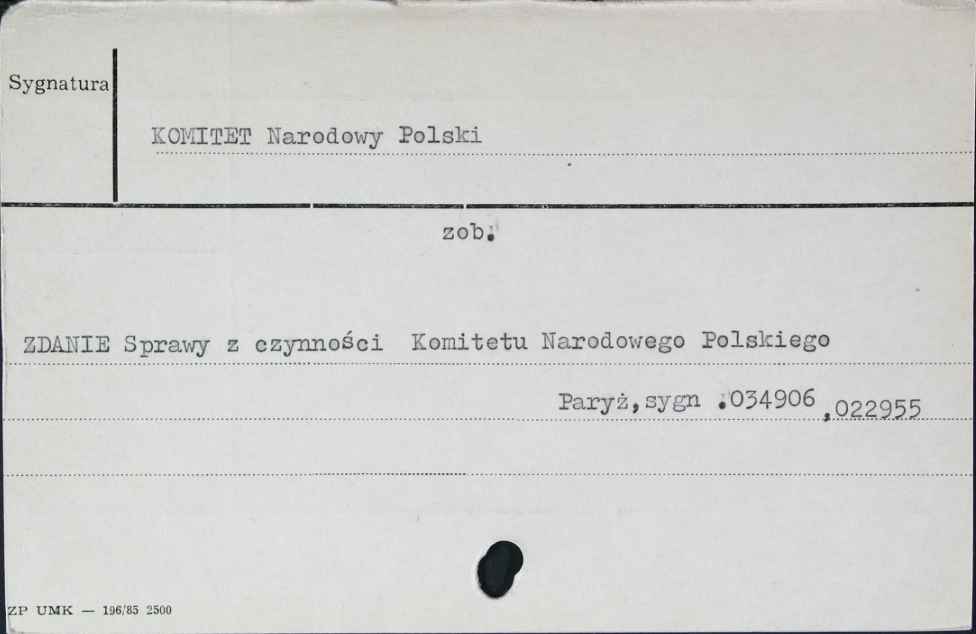 Sygnatura
KOMITET Narodowy Polski
zob.
ZDANIE Sprawy z czynności Komitetu Narodowego Polskiego
Paryż,sygn .034906,022955
ZP UMK — 196/85 2500